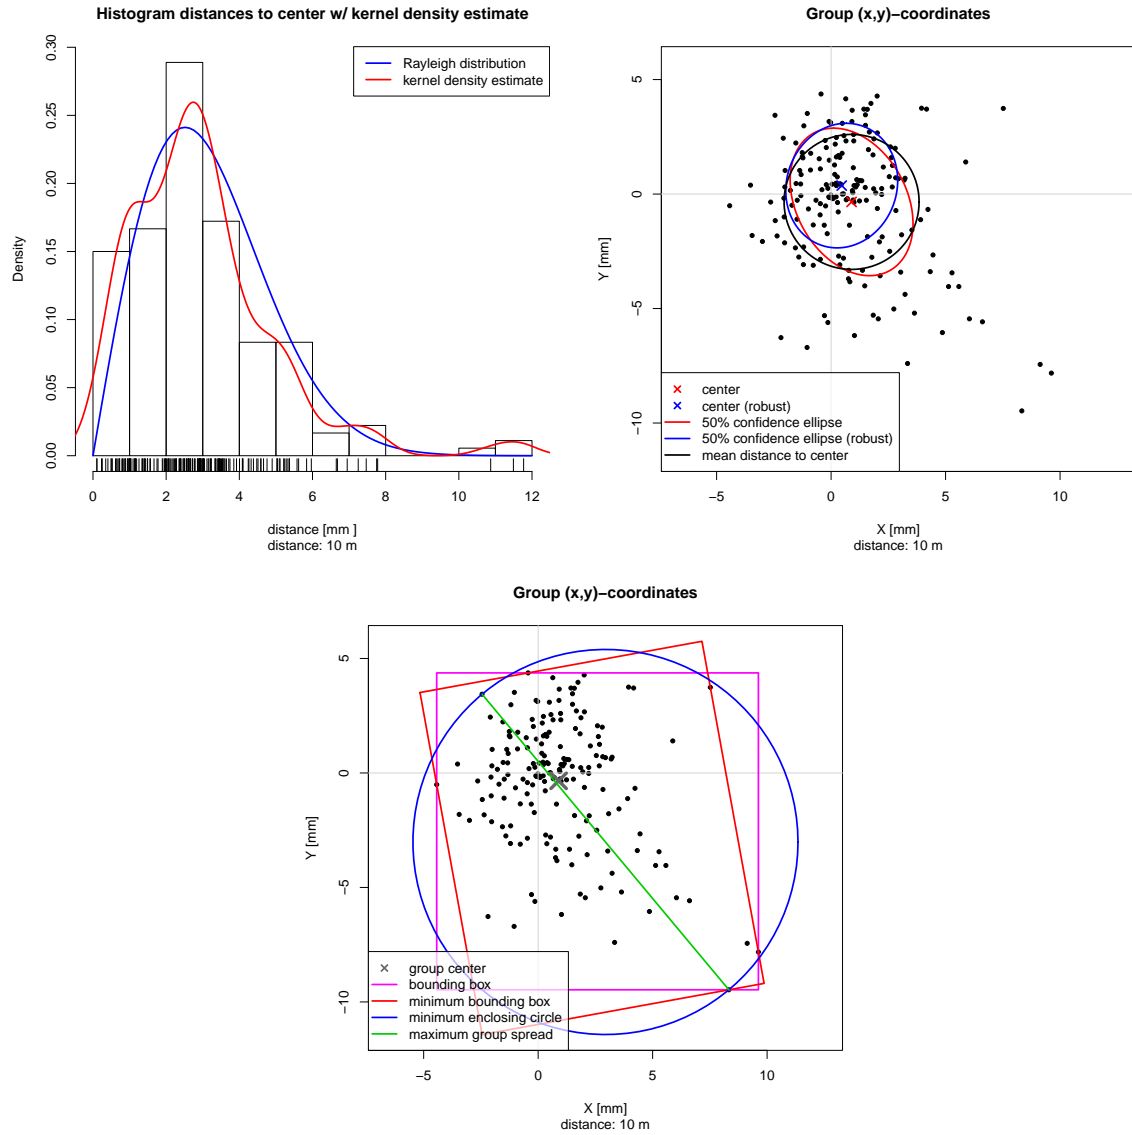 Histogram distances to center w/ kernel density estimate
Density
0.00 0.05 0.10 0.15 0.20 0.25 0.30
Rayleigh distribution
kernel density estimate
0 2 4 6 8 10 12
distance [mm ]
distance: 10 m
Group (x,y)−coordinates
Y [mm]
5
0
−5
−10
center
center (robust)
50% confidence ellipse
50% confidence ellipse (robust)
mean distance to center
−5 0 5 10
X [mm]
distance: 10 m
Group (x,y)−coordinates
Y [mm]
5
0
−5
−10
group center
bounding box
minimum bounding box
minimum enclosing circle
maximum group spread
−5 0 5 10
X [mm]
distance: 10 m